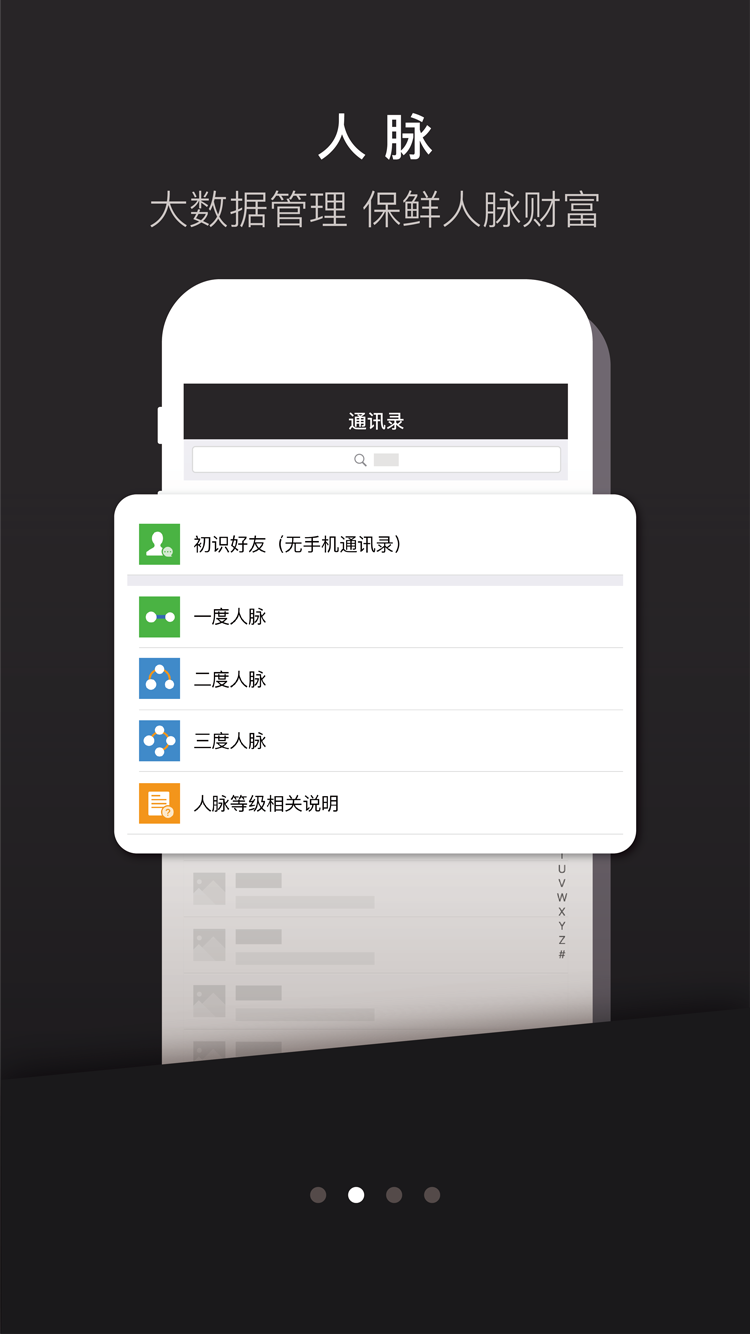 人脉
大数据管理 保鲜人脉财富
通讯录
初识好友（无手机通讯录）
一度人脉
二度人脉
三度人脉
人脉等级相关说明
U
V
W
X
Y
Z
#